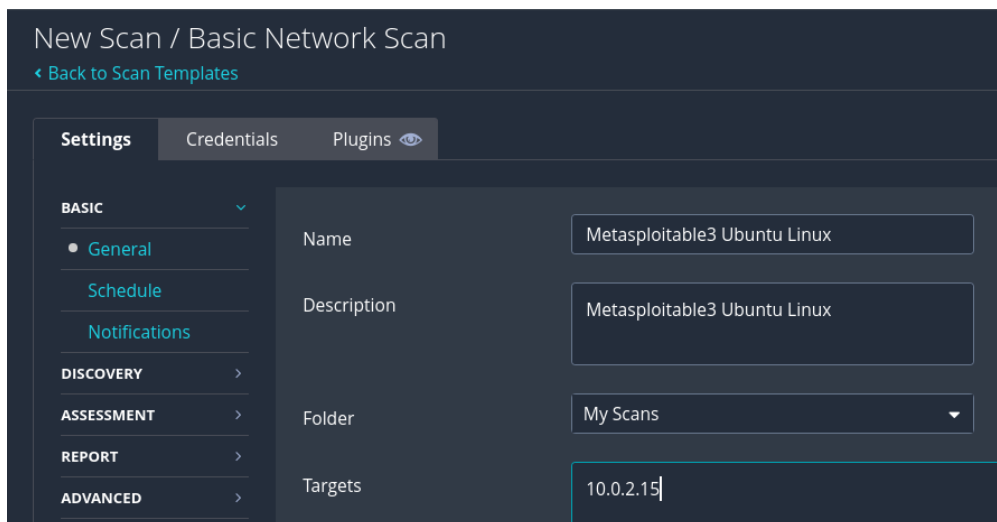 New Scan / Basic Network Scan
Back to Scan Templates
Settings Credentials Plugins
BASIC
General
Schedule
Notifications
DISCOVERY
ASSESSMENT
REPORT
ADVANCED
Name Metasploitable3 Ubuntu Linux
Description Metasploitable3 Ubuntu Linux
Folder My Scans
Targets 10.0.2.15